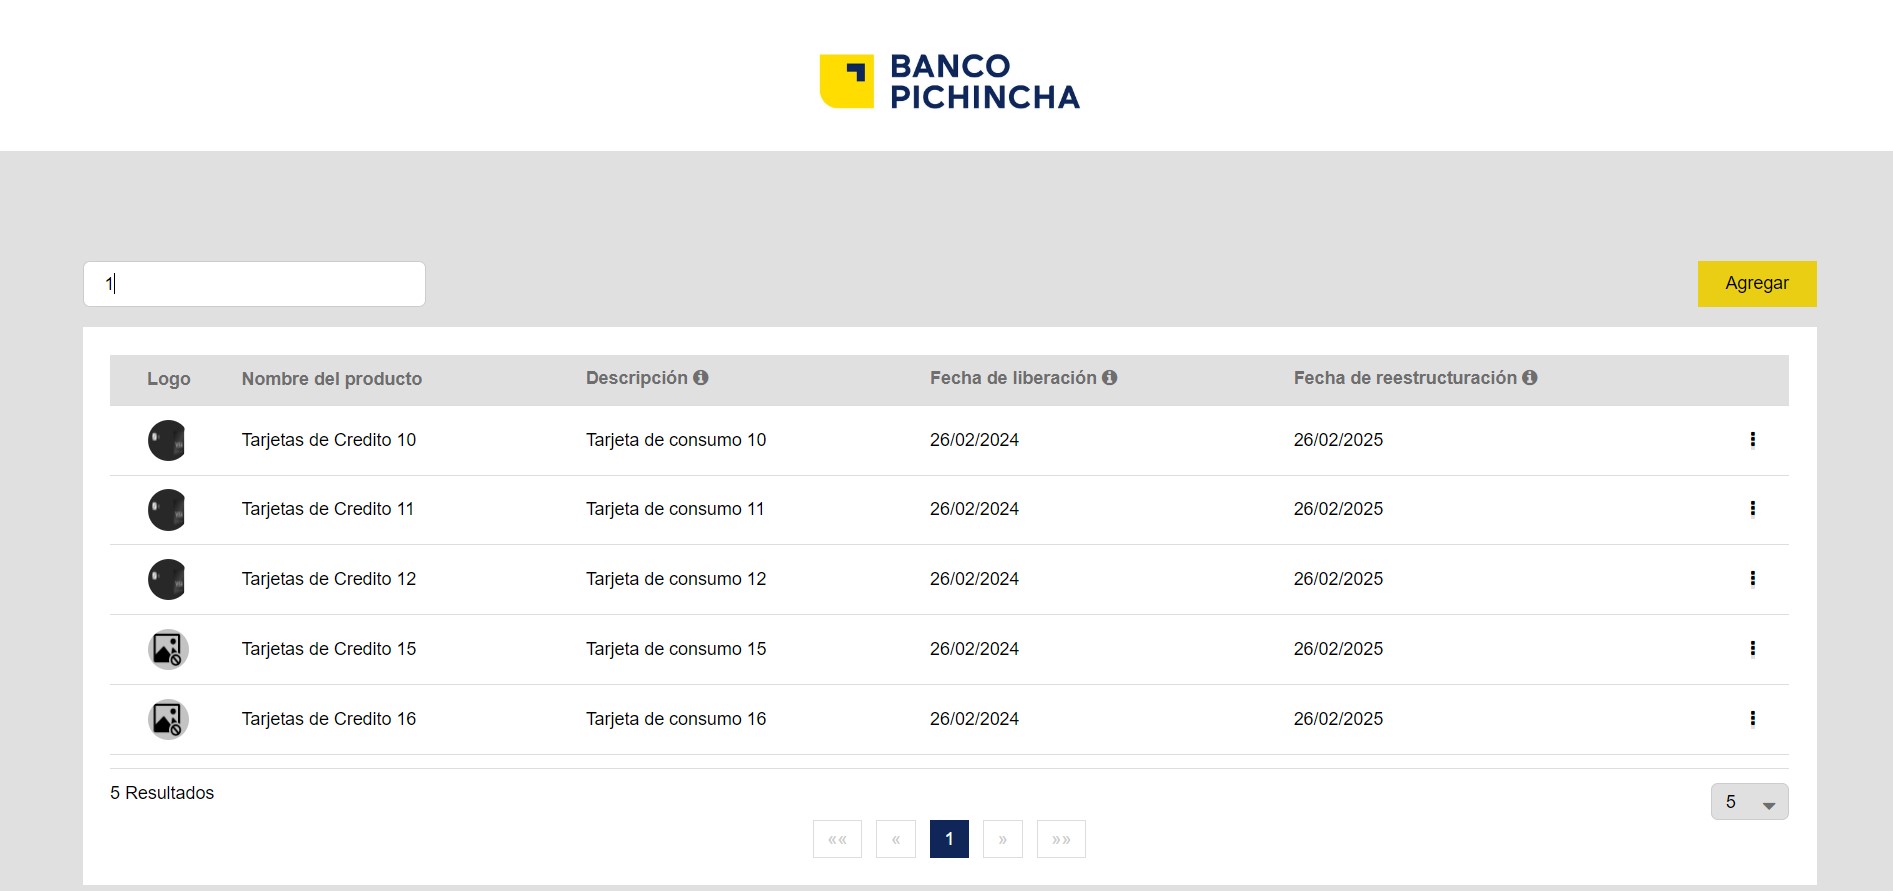 BANCO
PICHINCHA
1
Agregar
Logo Nombre del producto Descripción Fecha de liberación Fecha de reestructuración
Tarjetas de Credito 10 Tarjeta de consumo 10 26/02/2024 26/02/2025
Tarjetas de Credito 11 Tarjeta de consumo 11 26/02/2024 26/02/2025
Tarjetas de Credito 12 Tarjeta de consumo 12 26/02/2024 26/02/2025
Tarjetas de Credito 15 Tarjeta de consumo 15 26/02/2024 26/02/2025
Tarjetas de Credito 16 Tarjeta de consumo 16 26/02/2024 26/02/2025
5 Resultados
5
«« « 1 » »»